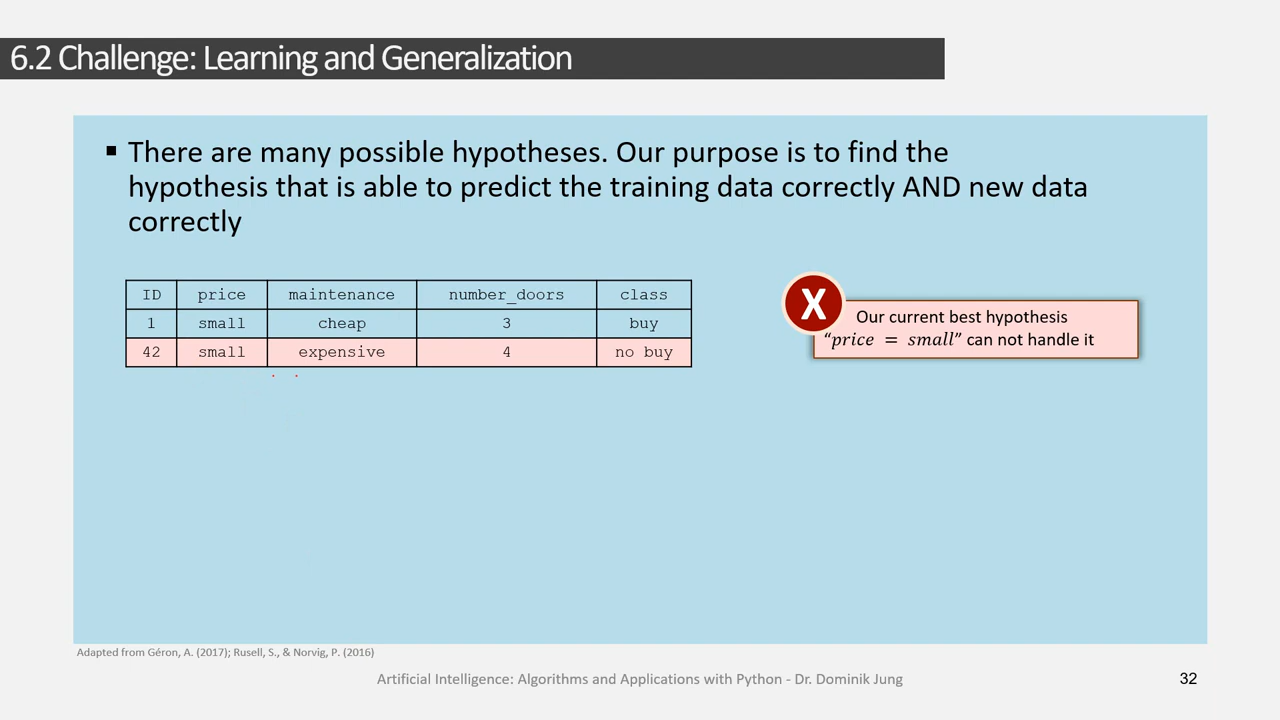 6.2 Challenge: Learning and Generalization
▪ There are many possible hypotheses. Our purpose is to find the
hypothesis that is able to predict the training data correctly AND new data
correctly
ID price maintenance number_doors class
1 small cheap 3 buy
42 small expensive 4 no buy
X
Our current best hypothesis
“price = small” can not handle it
Adapted from Géron, A. (2017); Rusell, S., & Norvig, P. (2016)
Artificial Intelligence: Algorithms and Applications with Python - Dr. Dominik Jung
32